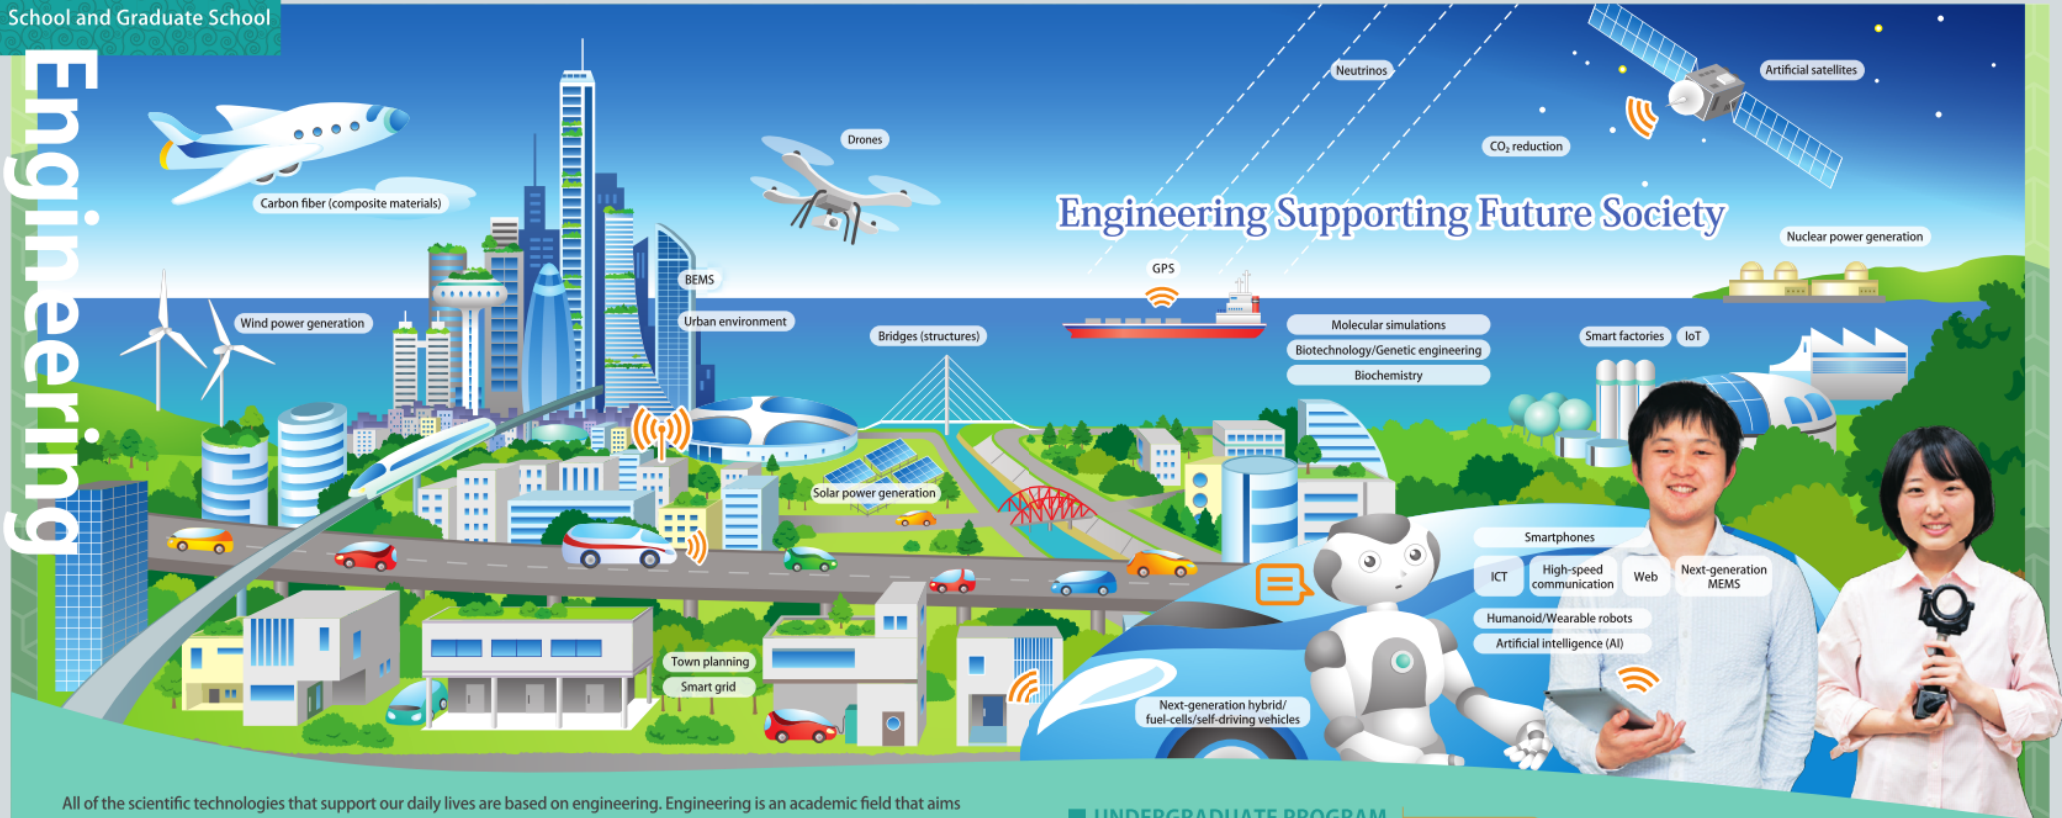 School and Graduate School
Engineering
Neutrinos
Artificial satellites
Drones
CO₂ reduction
Carbon fiber (composite materials)
Engineering Supporting Future Society
Nuclear power generation
GPS
BEMS
Wind power generation
Urban environment
Bridges (structures)
Molecular simulations
Biotechnology/Genetic engineering
Biochemistry
Smart factories
IoT
Solar power generation
Smartphones
ICT
High-speed
communication
Web
Next-generation
MEMS
Humanoid/Wearable robots
Artificial intelligence (AI)
Town planning
Smart grid
Next-generation hybrid/
fuel-cells/self-driving vehicles
All of the scientific technologies that support our daily lives are based on engineering. Engineering is an academic field that aims
UNDERGRADUATE PROGRAM